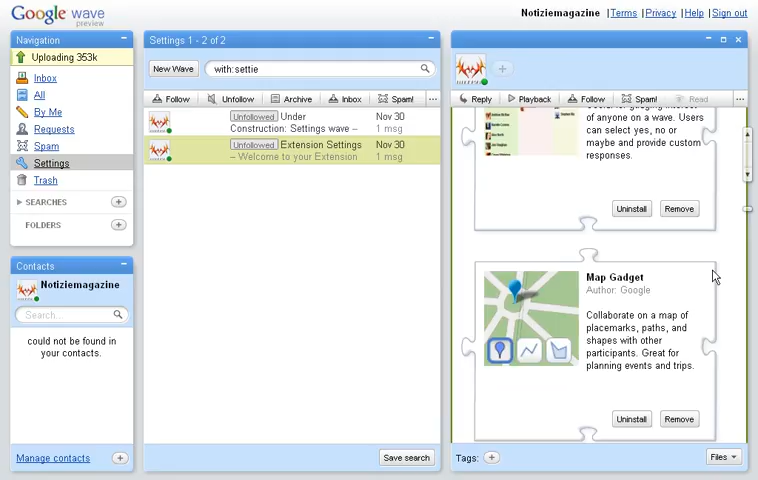 Google wave
preview
Notiziemagazine | Terms | Privacy | Help | Sign out
Navigation
Uploading 353k
Inbox
All
By Me
Requests
Spam
Settings
Trash
SEARCHES
FOLDERS
Contacts
Notiziemagazine
Search...
could not be found in
your contacts.
Manage contacts
Settings 1 - 2 of 2
New Wave
with:settie
Follow
Unfollow
Archive
Inbox
Spam!
Unfollowed Under Nov 30
Construction: Settings wave – 1 msg
Unfollowed Extension Settings Nov 30
– Welcome to your Extension 1 msg
Save search
Reply
Playback
Follow
Spam!
Read
of anyone on a wave. Users
can select yes, no or
maybe and provide custom
responses.
Uninstall
Remove
Map Gadget
Author: Google
Collaborate on a map of
placemarks, paths, and
shapes with other
participants. Great for
planning events and trips.
Uninstall
Remove
Tags:
Files